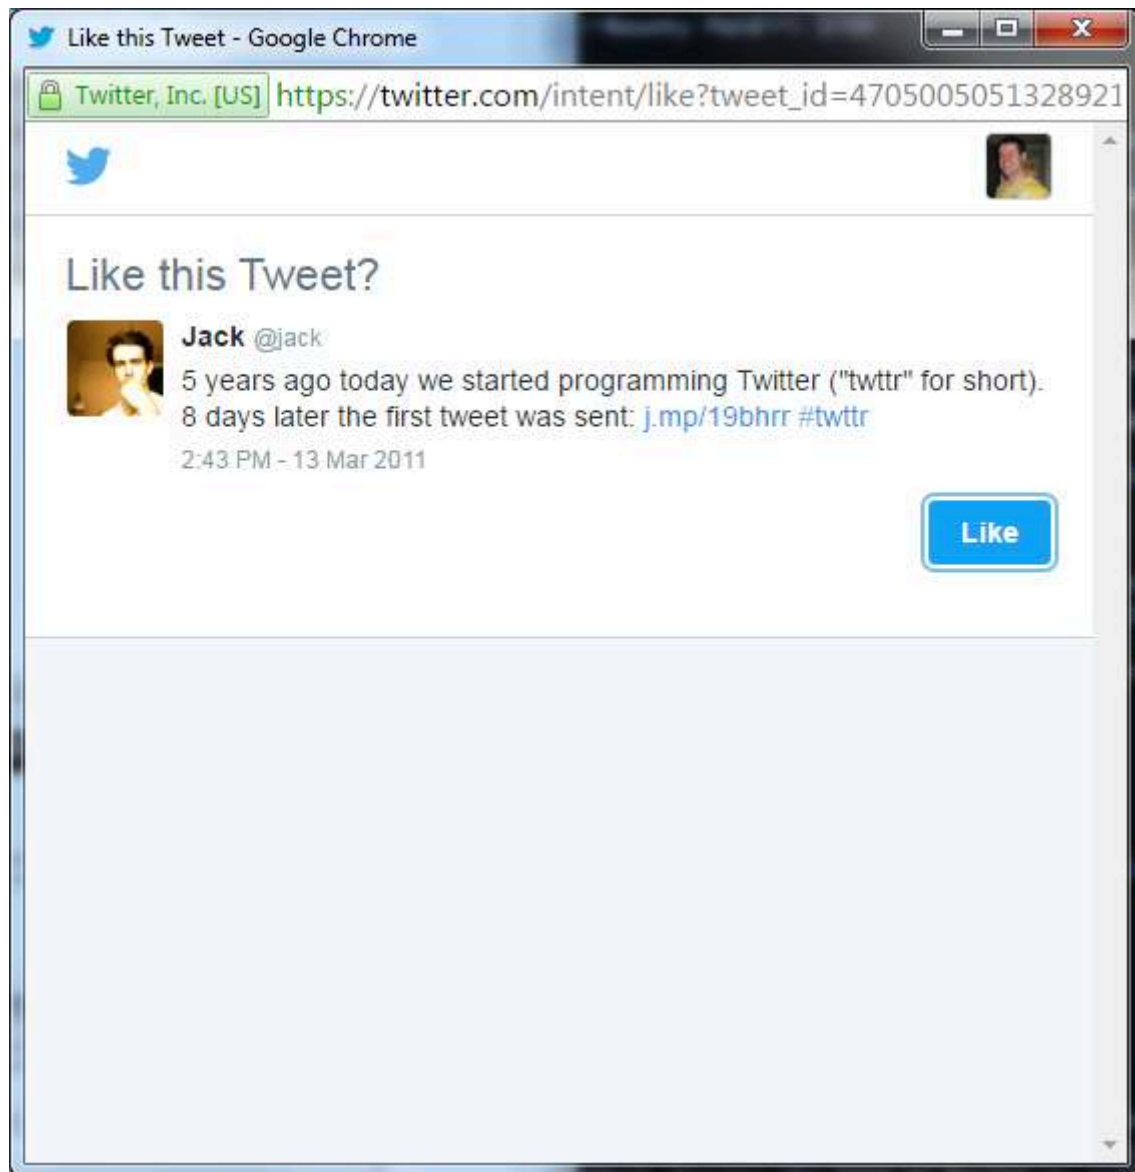 Like this Tweet - Google Chrome
Twitter, Inc. [US] https://twitter.com/intent/like?tweet_id=4705005051328921
Like this Tweet?
Jack @jack
5 years ago today we started programming Twitter ("twttr" for short).
8 days later the first tweet was sent: j.mp/19bhrr #twttr
2:43 PM - 13 Mar 2011
Like